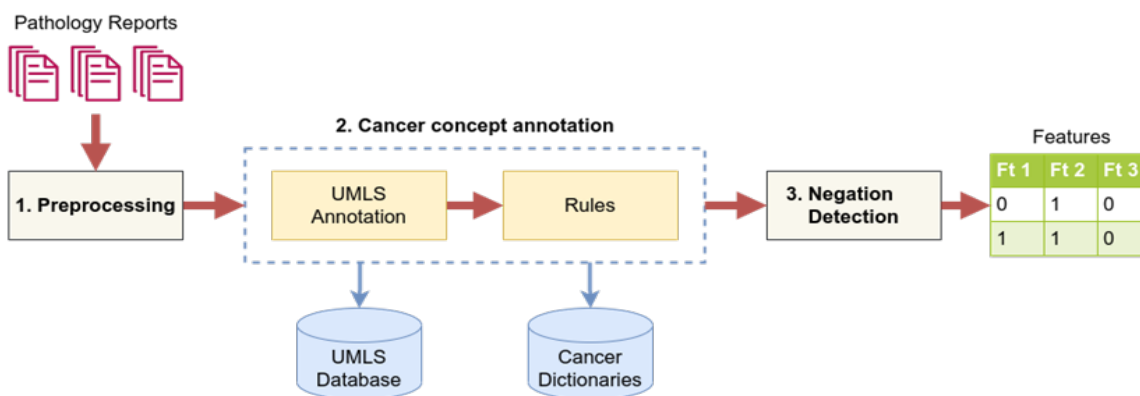 Pathology Reports
2. Cancer concept annotation
Features
1. Preprocessing
UMLS
Annotation
Rules
3. Negation
Detection
Ft 1 Ft 2 Ft 3
0 1 0
1 1 0
UMLS
Database
Cancer
Dictionaries